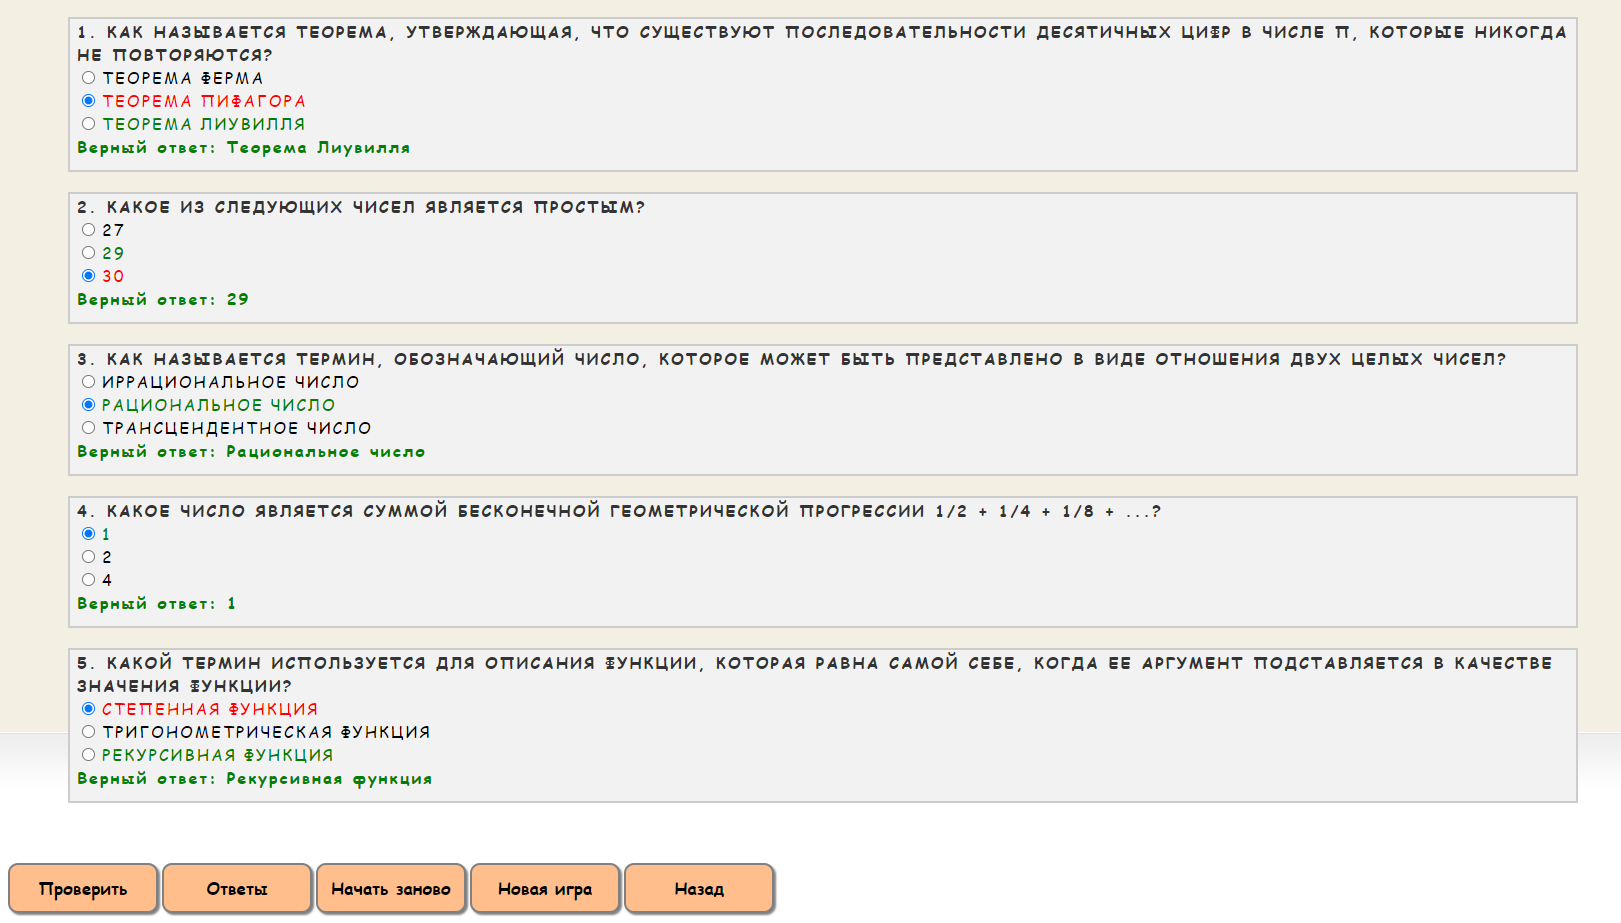 1. КАК НАЗЫВАЕТСЯ ТЕОРЕМА, УТВЕРЖДАЮЩАЯ, ЧТО СУЩЕСТВУЮТ ПОСЛЕДОВАТЕЛЬНОСТИ ДЕСЯТИЧНЫХ ЦИФР В ЧИСЛЕ П, КОТОРЫЕ НИКОГДА
НЕ ПОВТОРЯЮТСЯ?
ТЕОРЕМА ФЕРМА
ТЕОРЕМА ПИФАГОРА
ТЕОРЕМА ЛИУВИЛЛЯ
Верный ответ: Теорема Лиувилля
2. КАКОЕ ИЗ СЛЕДУЮЩИХ ЧИСЕЛ ЯВЛЯЕТСЯ ПРОСТЫМ?
27
29
30
Верный ответ: 29
3. КАК НАЗЫВАЕТСЯ ТЕРМИН, ОБОЗНАЧАЮЩИЙ ЧИСЛО, КОТОРОЕ МОЖЕТ БЫТЬ ПРЕДСТАВЛЕНО В ВИДЕ ОТНОШЕНИЯ ДВУХ ЦЕЛЫХ ЧИСЕЛ?
ИРРАЦИОНАЛЬНОЕ ЧИСЛО
РАЦИОНАЛЬНОЕ ЧИСЛО
ТРАНСЦЕНДЕНТНОЕ ЧИСЛО
Верный ответ: Рациональное число
4. КАКОЕ ЧИСЛО ЯВЛЯЕТСЯ СУММОЙ БЕСКОНЕЧНОЙ ГЕОМЕТРИЧЕСКОЙ ПРОГРЕССИИ 1/2 + 1/4 + 1/8 + ...?
1
2
4
Верный ответ: 1
5. КАКОЙ ТЕРМИН ИСПОЛЬЗУЕТСЯ ДЛЯ ОПИСАНИЯ ФУНКЦИИ, КОТОРАЯ РАВНА САМОЙ СЕБЕ, КОГДА ЕЕ АРГУМЕНТ ПОДСТАВЛЯЕТСЯ В КАЧЕСТВЕ
ЗНАЧЕНИЯ ФУНКЦИИ?
СТЕПЕННАЯ ФУНКЦИЯ
ТРИГОНОМЕТРИЧЕСКАЯ ФУНКЦИЯ
РЕКУРСИВНАЯ ФУНКЦИЯ
Верный ответ: Рекурсивная функция
Проверить Ответы Начать заново Новая игра Назад